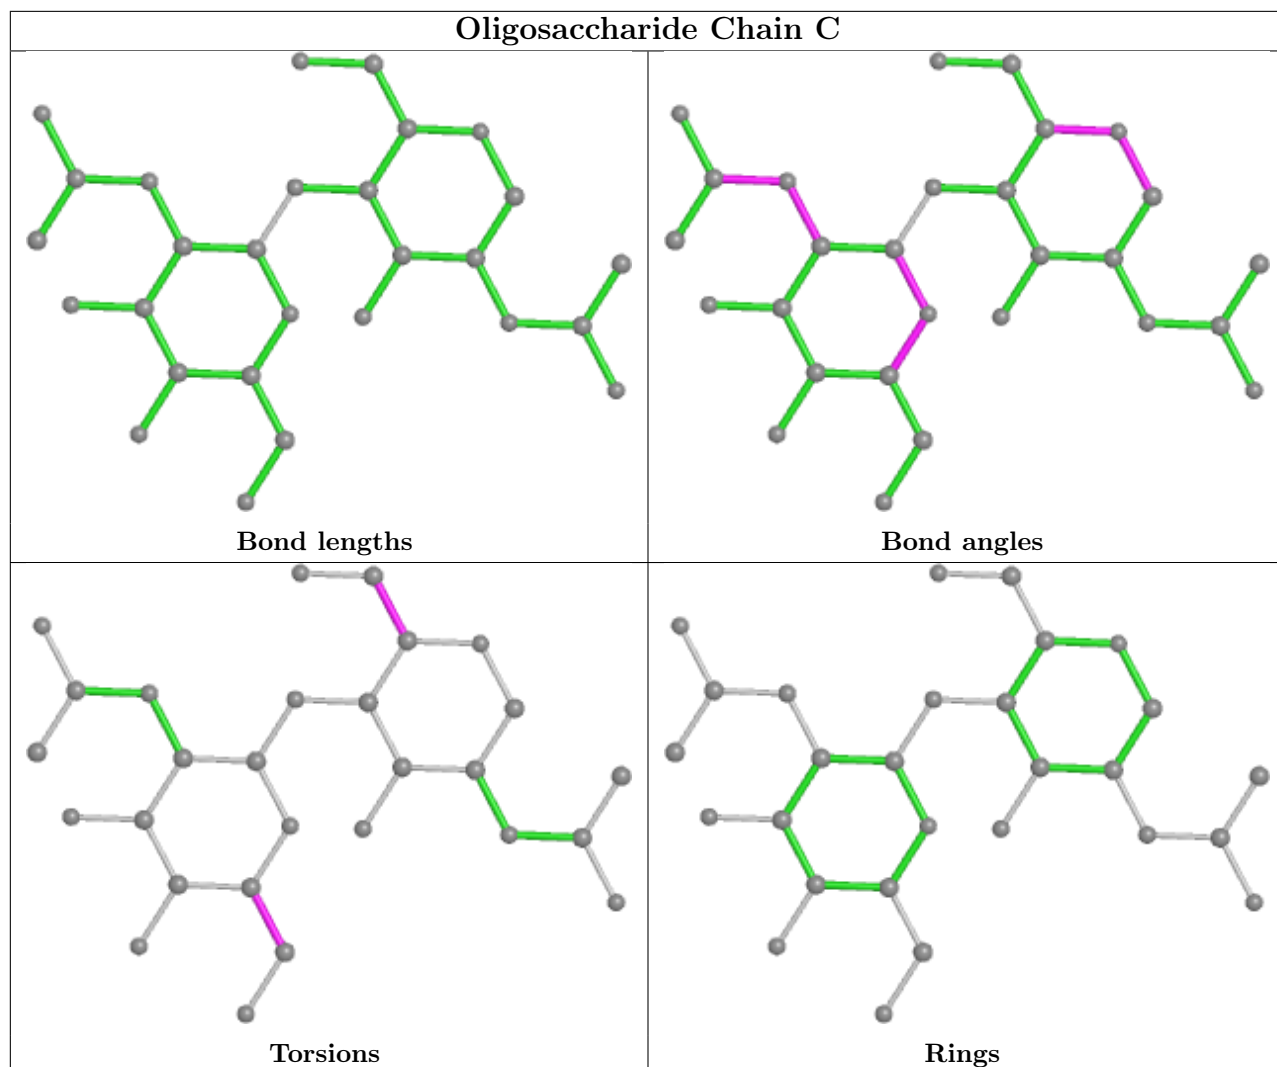 Oligosaccharide Chain C
Bond lengths
Bond angles
Torsions
Rings